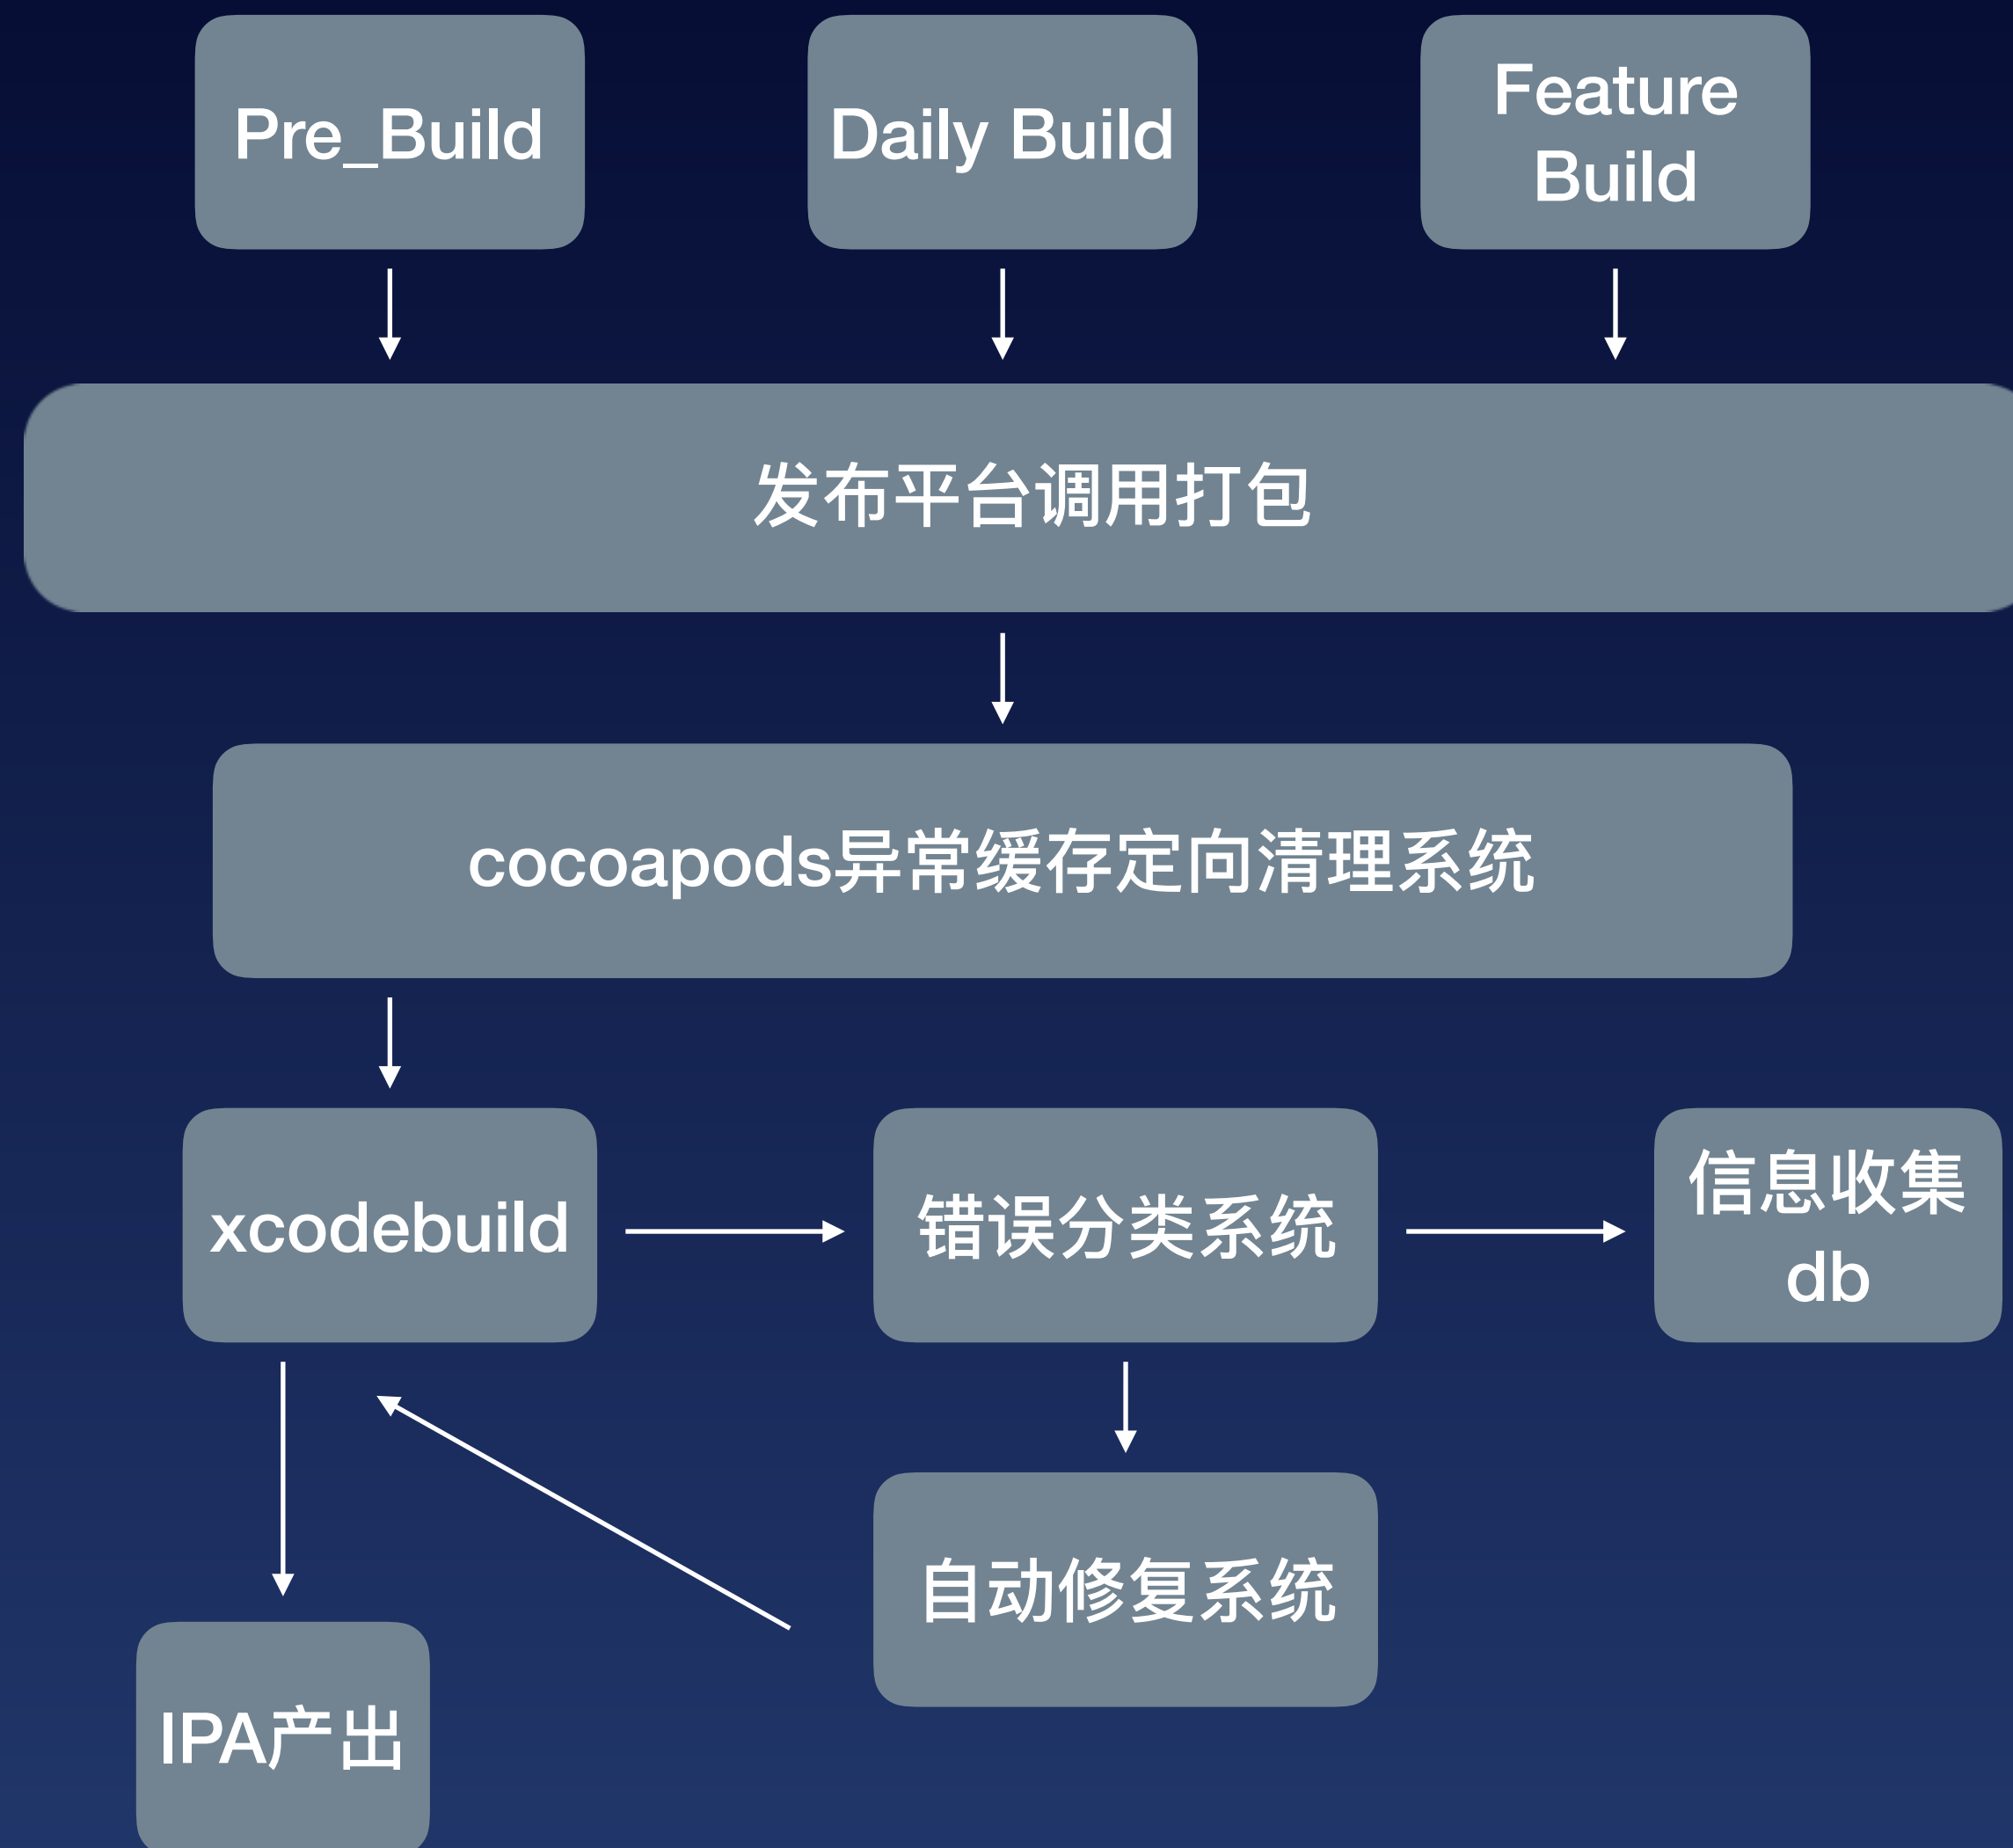 Pre_Build
Daily Build
Feature
Build
发布平台调用打包
cocoapods异常缓存定向清理系统
xcodebuild
错误分类系统
信息收集
db
自动修复系统
IPA产出